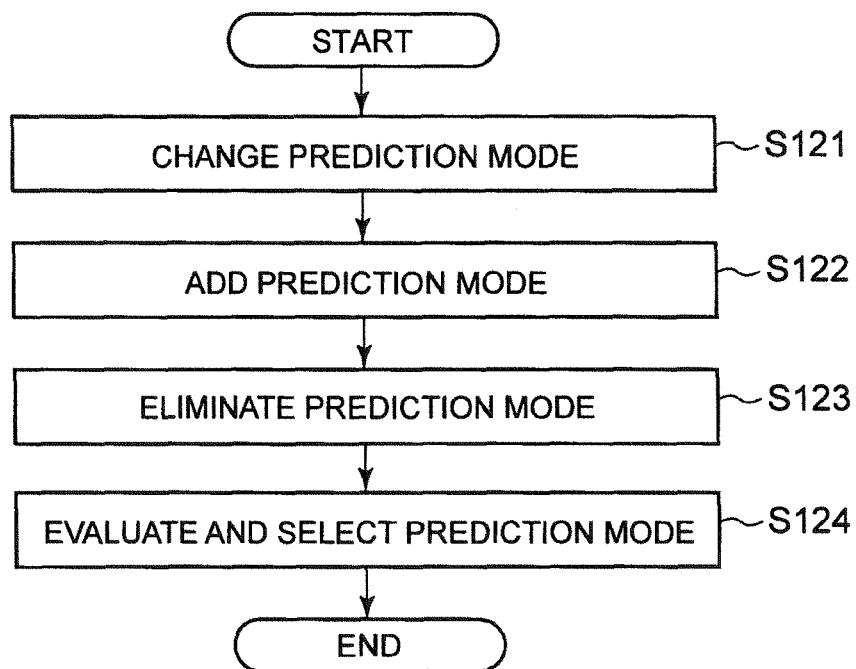 START
CHANGE PREDICTION MODE
S121
ADD PREDICTION MODE
S122
ELIMINATE PREDICTION MODE
S123
EVALUATE AND SELECT PREDICTION MODE
S124
END